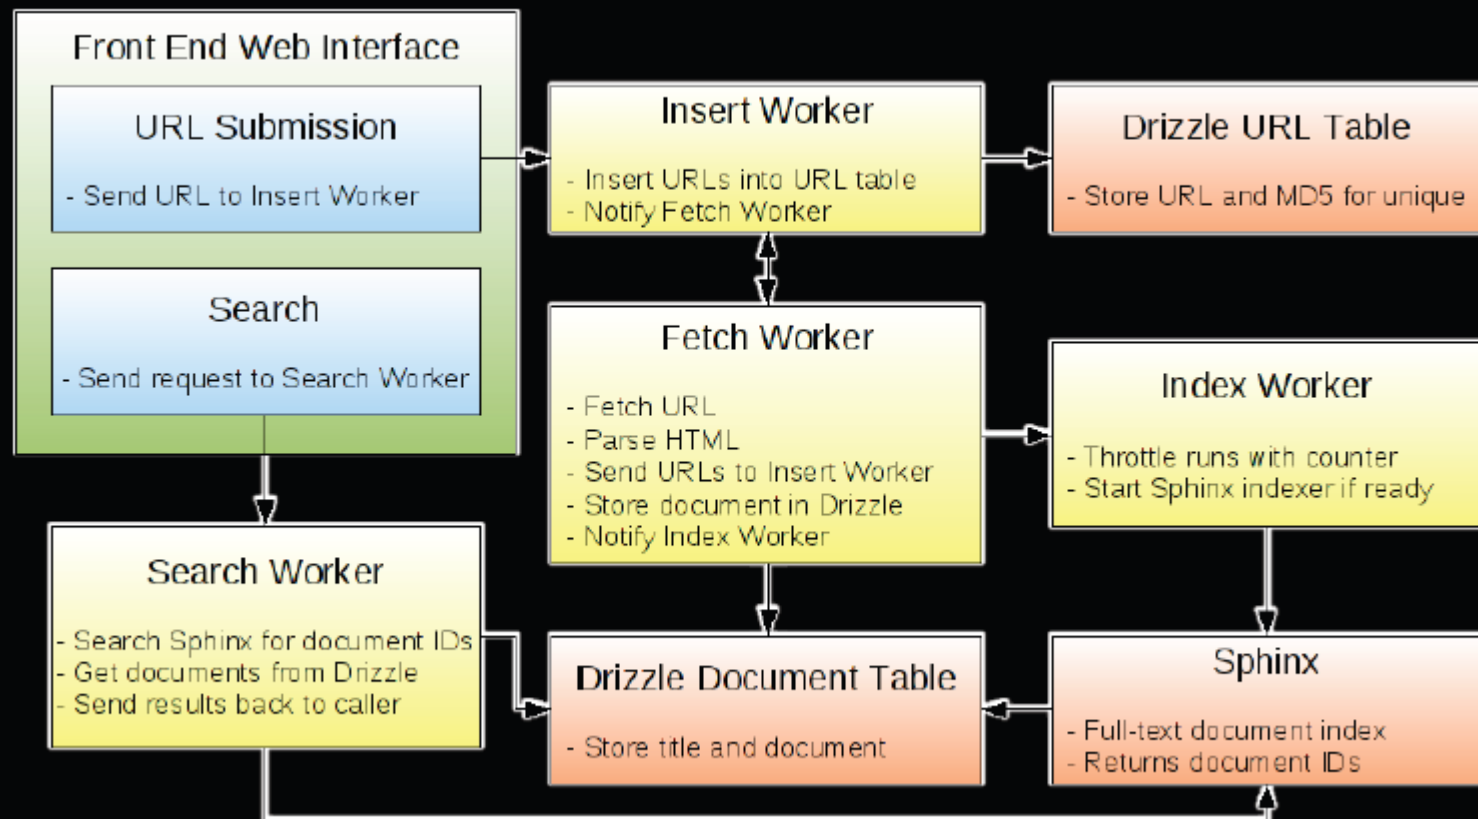 Front End Web Interface
URL Submission
- Send URL to Insert Worker
Search
- Send request to Search Worker
Insert Worker
- Insert URLs into URL table
- Notify Fetch Worker
Drizzle URL Table
- Store URL and MD5 for unique
Fetch Worker
- Fetch URL
- Parse HTML
- Send URLs to Insert Worker
- Store document in Drizzle
- Notify Index Worker
Index Worker
- Throttle runs with counter
- Start Sphinx indexer if ready
Search Worker
- Search Sphinx for document IDs
- Get documents from Drizzle
- Send results back to caller
Drizzle Document Table
- Store title and document
Sphinx
- Full-text document index
- Returns document IDs